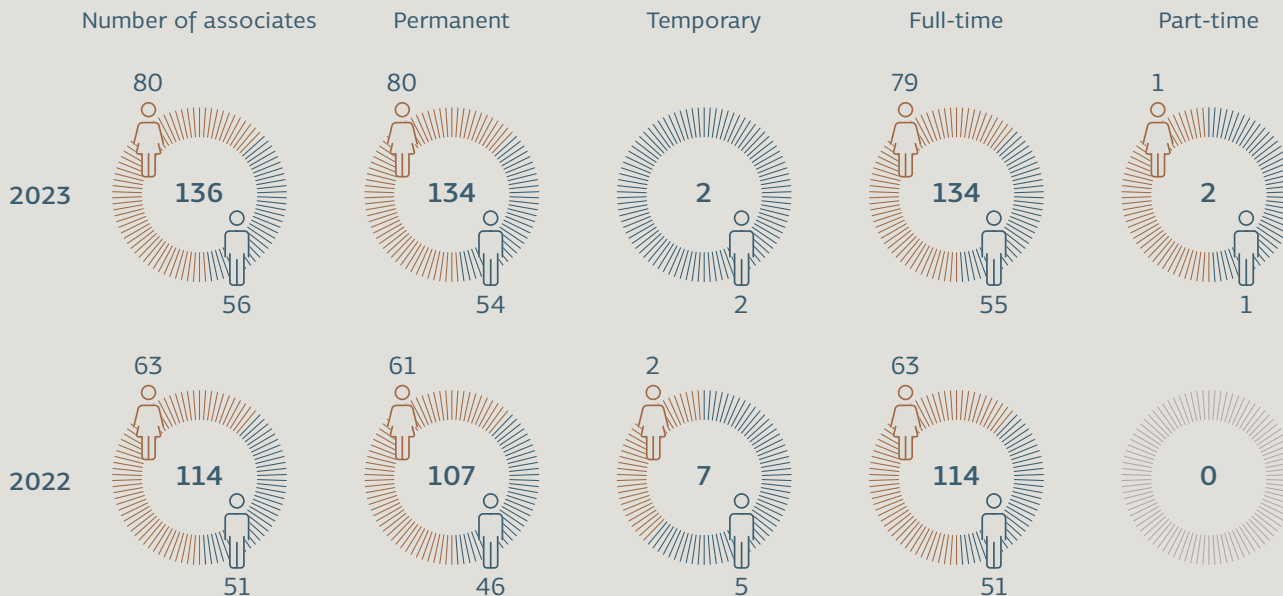 Number of associates Permanent Temporary Full-time Part-time
80 80 79 1
2023 136 134 2 134 2
56 54 2 55 1
63 61 2 63
2022 114 107 7 114 0
51 46 5 51